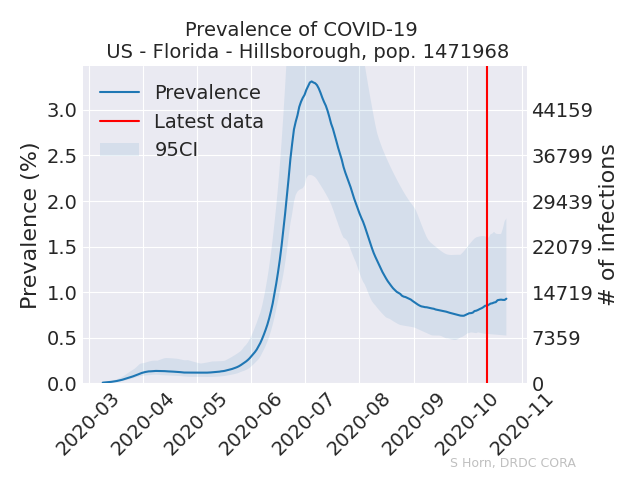 Prevalence of COVID-19
US - Florida - Hillsborough, pop. 1471968
Prevalence
Latest data
95CI
Prevalence (%)
3.0
2.5
2.0
1.5
1.0
0.5
0.0
44159
36799
29439
22079
14719
7359
0
# of infections
2020-03
2020-04
2020-05
2020-06
2020-07
2020-08
2020-09
2020-10
2020-11
S Horn, DRDC CORA